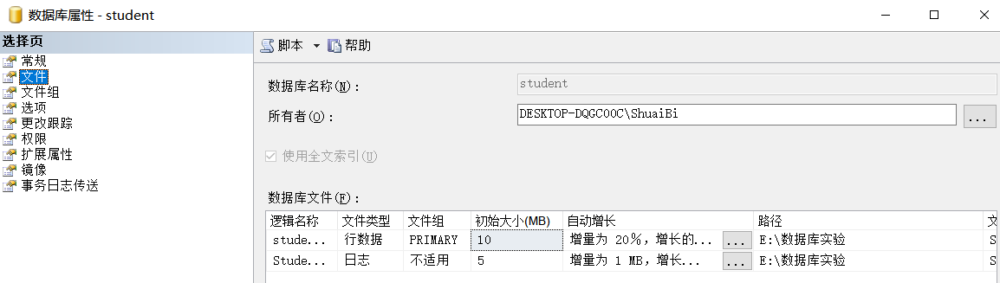 数据库属性 - student
选择页
常规
文件
文件组
选项
更改跟踪
权限
扩展属性
镜像
事务日志传送
脚本 帮助
数据库名称(N): student
所有者(O): DESKTOP-DQGC00C\ShuaiBi ...
使用全文索引(U)
数据库文件(F):
逻辑名称 文件类型 文件组 初始大小(MB) 自动增长 路径 文
stude... 行数据 PRIMARY 10 增量为 20%，增长的... ... E:\数据库实验 S
Stude... 日志 不适用 5 增量为 1 MB，增长... ... E:\数据库实验 S